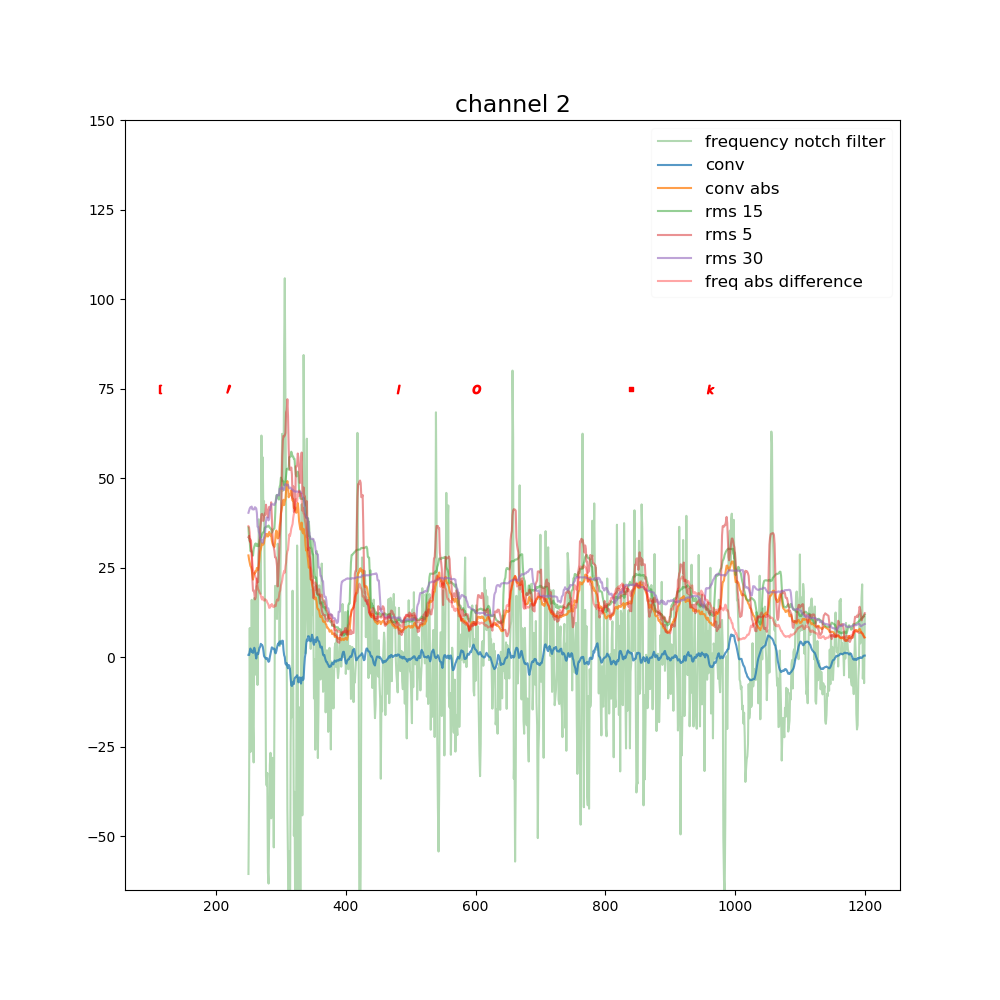 channel 2
150
125
100
75
50
25
0
−25
−50
frequency notch filter
conv
conv abs
rms 15
rms 5
rms 30
freq abs difference
l O ▪ k
200 400 600 800 1000 1200